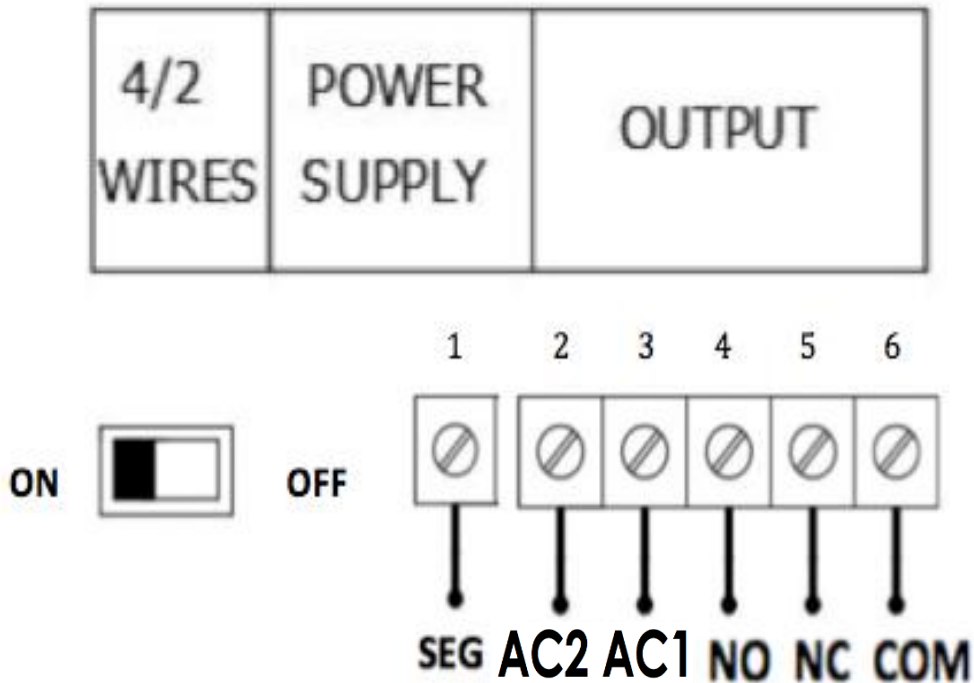 4/2
WIRES
POWER
SUPPLY
OUTPUT
1 2 3 4 5 6
ON OFF
SEG AC2 AC1 NO NC COM